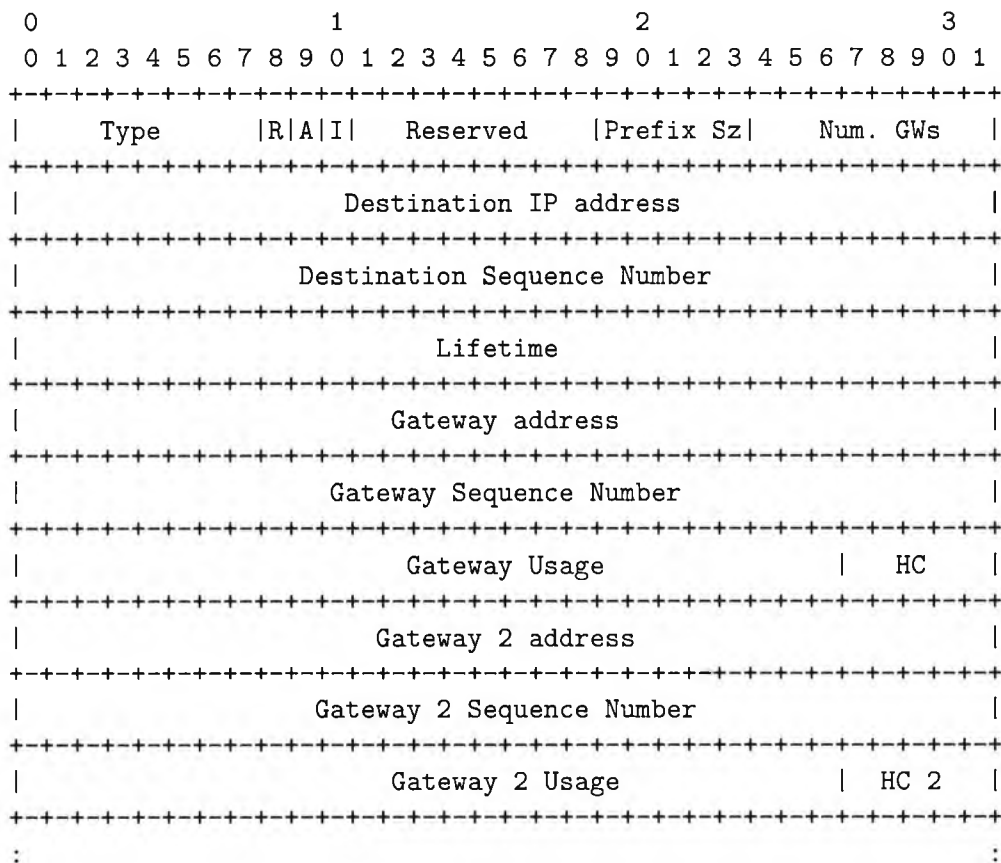 0                   1                   2                   3
0 1 2 3 4 5 6 7 8 9 0 1 2 3 4 5 6 7 8 9 0 1 2 3 4 5 6 7 8 9 0 1
+-+-+-+-+-+-+-+-+-+-+-+-+-+-+-+-+-+-+-+-+-+-+-+-+-+-+-+-+-+-+-+-+
|     Type      |R|A|I|   Reserved    |Prefix Sz|   Num. GWs    |
+-+-+-+-+-+-+-+-+-+-+-+-+-+-+-+-+-+-+-+-+-+-+-+-+-+-+-+-+-+-+-+-+
|                     Destination IP address                    |
+-+-+-+-+-+-+-+-+-+-+-+-+-+-+-+-+-+-+-+-+-+-+-+-+-+-+-+-+-+-+-+-+
|                  Destination Sequence Number                  |
+-+-+-+-+-+-+-+-+-+-+-+-+-+-+-+-+-+-+-+-+-+-+-+-+-+-+-+-+-+-+-+-+
|                           Lifetime                            |
+-+-+-+-+-+-+-+-+-+-+-+-+-+-+-+-+-+-+-+-+-+-+-+-+-+-+-+-+-+-+-+-+
|                        Gateway address                        |
+-+-+-+-+-+-+-+-+-+-+-+-+-+-+-+-+-+-+-+-+-+-+-+-+-+-+-+-+-+-+-+-+
|                    Gateway Sequence Number                    |
+-+-+-+-+-+-+-+-+-+-+-+-+-+-+-+-+-+-+-+-+-+-+-+-+-+-+-+-+-+-+-+-+
|                         Gateway Usage               |   HC    |
+-+-+-+-+-+-+-+-+-+-+-+-+-+-+-+-+-+-+-+-+-+-+-+-+-+-+-+-+-+-+-+-+
|                       Gateway 2 address                       |
+-+-+-+-+-+-+-+-+-+-+-+-+-+-+-+-+-+-+-+-+-+-+-+-+-+-+-+-+-+-+-+-+
|                   Gateway 2 Sequence Number                   |
+-+-+-+-+-+-+-+-+-+-+-+-+-+-+-+-+-+-+-+-+-+-+-+-+-+-+-+-+-+-+-+-+
|                        Gateway 2 Usage              |  HC 2   |
+-+-+-+-+-+-+-+-+-+-+-+-+-+-+-+-+-+-+-+-+-+-+-+-+-+-+-+-+-+-+-+-+
:                                                               :